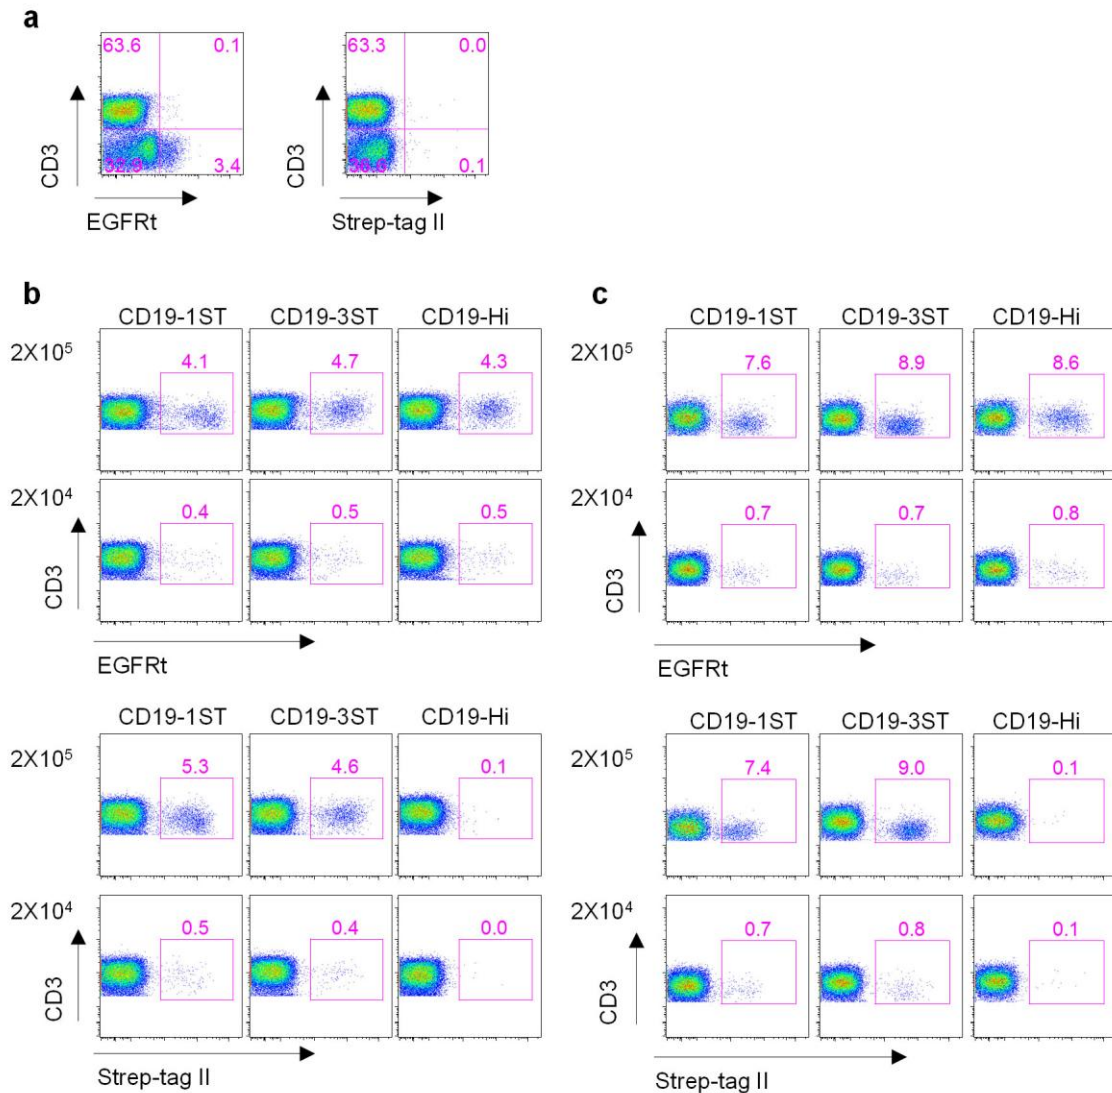 a
63.6 0.1
3.4
CD3
EGFRt
63.3 0.0
0.1
CD3
Strep-tag II
b
CD19-1ST CD19-3ST CD19-Hi
2X10⁵
4.1 4.7 4.3
2X10⁴
0.4 0.5 0.5
CD3
EGFRt
CD19-1ST CD19-3ST CD19-Hi
2X10⁵
5.3 4.6 0.1
2X10⁴
0.5 0.4 0.0
CD3
Strep-tag II
c
CD19-1ST CD19-3ST CD19-Hi
2X10⁵
7.6 8.9 8.6
2X10⁴
0.7 0.7 0.8
CD3
EGFRt
CD19-1ST CD19-3ST CD19-Hi
2X10⁵
7.4 9.0 0.1
2X10⁴
0.7 0.8 0.1
CD3
Strep-tag II